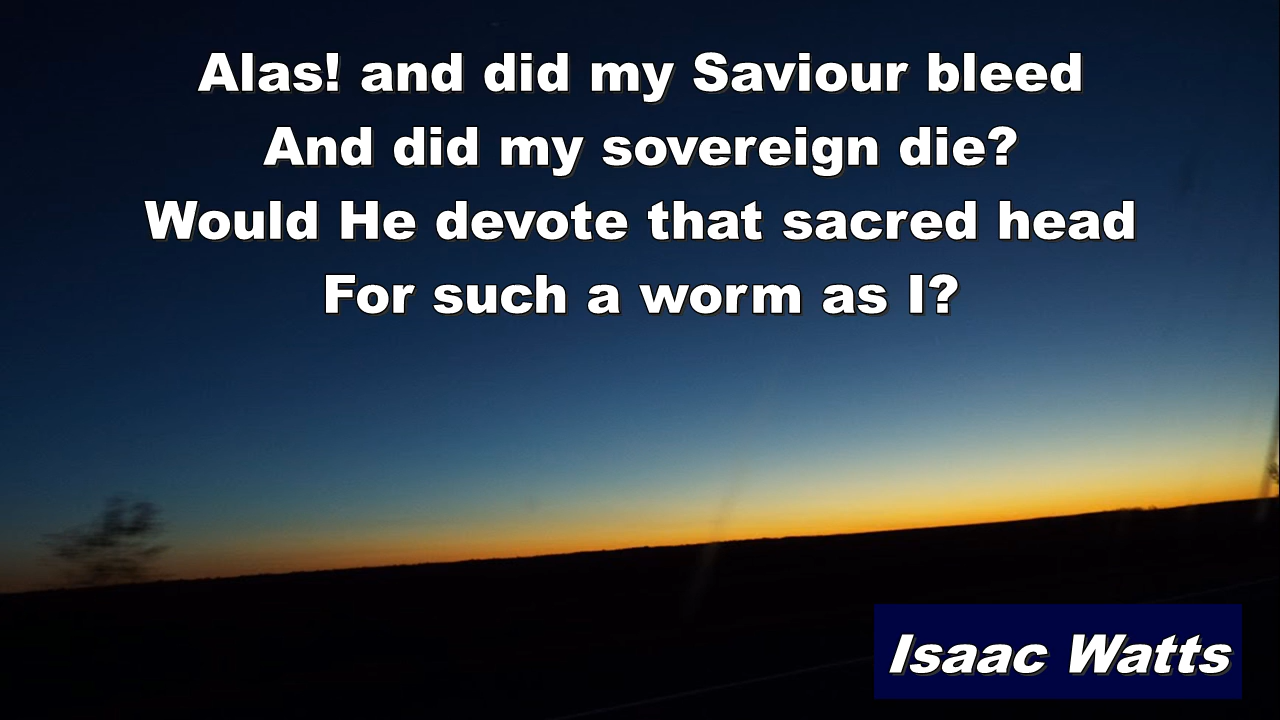 Alas! and did my Saviour bleed
And did my sovereign die?
Would He devote that sacred head
For such a worm as I?
Isaac Watts